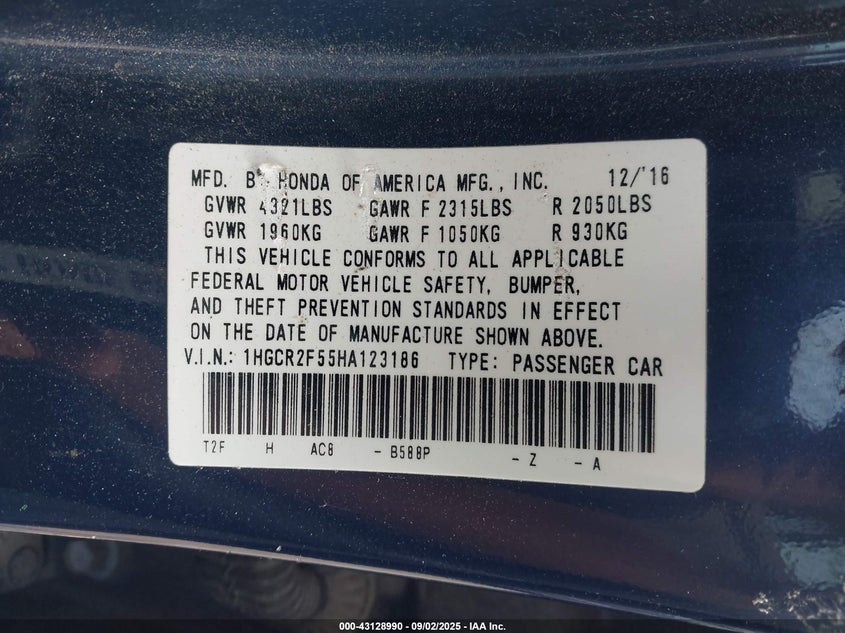 MFD. BY HONDA OF AMERICA MFG., INC. 12/'16
GVWR 4321LBS GAWR F 2315LBS R 2050LBS
GVWR 1960KG GAWR F 1050KG R 930KG
THIS VEHICLE CONFORMS TO ALL APPLICABLE
FEDERAL MOTOR VEHICLE SAFETY, BUMPER,
AND THEFT PREVENTION STANDARDS IN EFFECT
ON THE DATE OF MANUFACTURE SHOWN ABOVE.
V.I.N.: 1HGCR2F55HA123186 TYPE: PASSENGER CAR
T2F H AC8 - B588P - Z - A
000-43128990 - 09/02/2025 - IAA Inc.